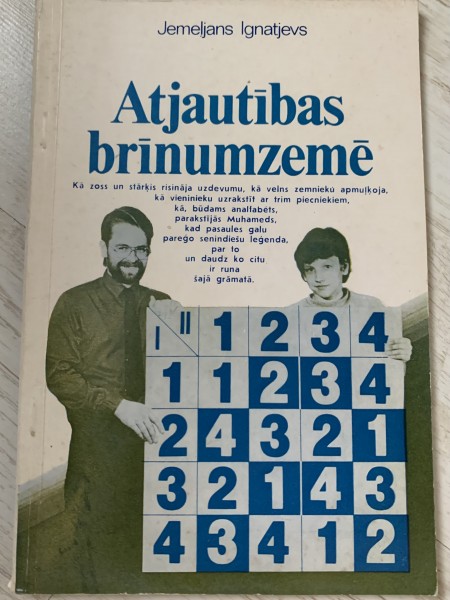 Jemeljans Ignatjevs
Atjautības
brīnumzemē
Kā zoss un stārķis risināja uzdevumu, kā velns zemnieku apmuļķoja,
kā vieninieku uzrakstīt ar trim piecniekiem,
kā, būdams analfabēts,
parakstījās Muhameds,
kad pasaules galu
pareģo senindiešu leģenda,
par to
un daudz ko citu
ir runa
šajā grāmatā.
I II 1 2 3 4
1 1 2 3 4
2 4 3 2 1
3 2 1 4 3
4 3 4 1 2